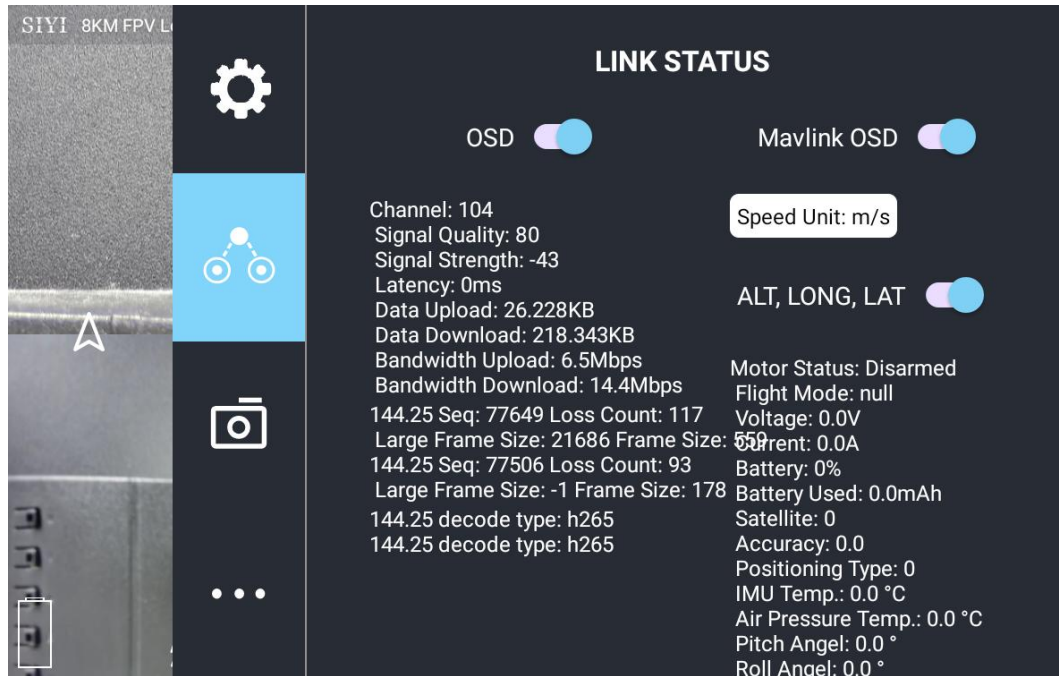 SIYI 8KM FPV L
LINK STATUS
OSD
Mavlink OSD
Channel: 104
Signal Quality: 80
Signal Strength: -43
Latency: 0ms
Data Upload: 26.228KB
Data Download: 218.343KB
Bandwidth Upload: 6.5Mbps
Bandwidth Download: 14.4Mbps
144.25 Seq: 77649 Loss Count: 117
Large Frame Size: 21686 Frame Size: 559
144.25 Seq: 77506 Loss Count: 93
Large Frame Size: -1 Frame Size: 178
144.25 decode type: h265
144.25 decode type: h265
Speed Unit: m/s
ALT, LONG, LAT
Motor Status: Disarmed
Flight Mode: null
Voltage: 0.0V
Current: 0.0A
Battery: 0%
Battery Used: 0.0mAh
Satellite: 0
Accuracy: 0.0
Positioning Type: 0
IMU Temp.: 0.0 °C
Air Pressure Temp.: 0.0 °C
Pitch Angel: 0.0 °
Roll Angel: 0.0 °